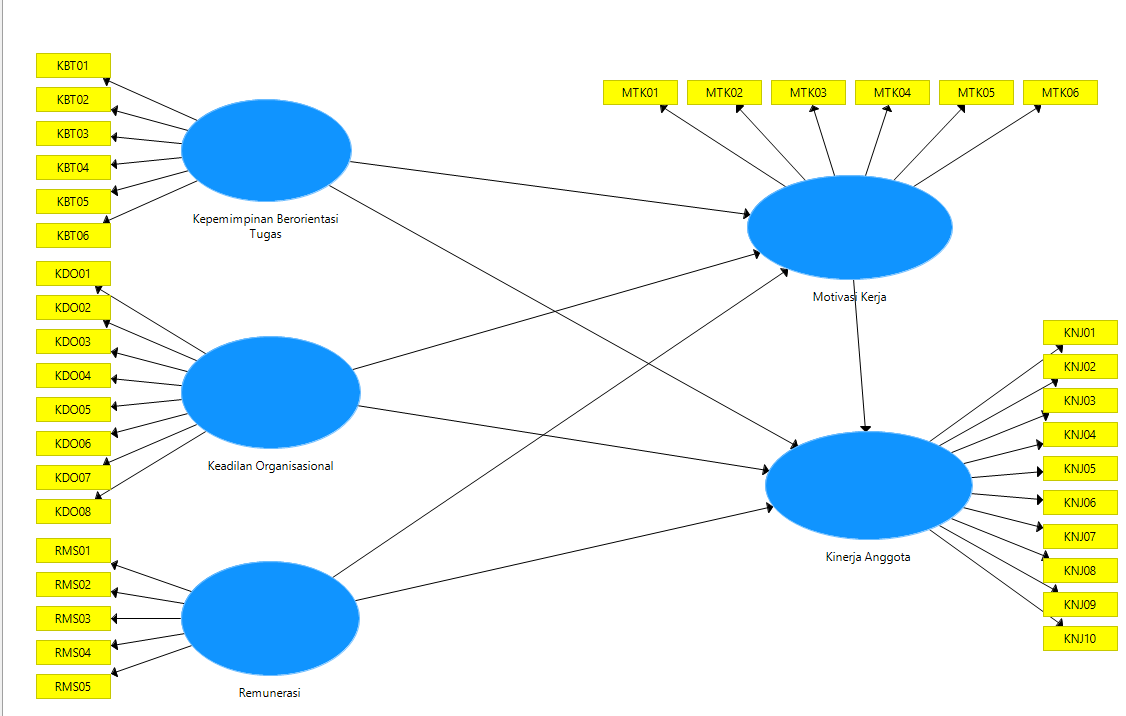 KBT01
KBT02
KBT03
KBT04
KBT05
KBT06
Kepemimpinan Berorientasi
Tugas
KDO01
KDO02
KDO03
KDO04
KDO05
KDO06
KDO07
KDO08
Keadilan Organisasional
RMS01
RMS02
RMS03
RMS04
RMS05
Remunerasi
MTK01 MTK02 MTK03 MTK04 MTK05 MTK06
Motivasi Kerja
KNJ01
KNJ02
KNJ03
KNJ04
KNJ05
KNJ06
KNJ07
KNJ08
KNJ09
KNJ10
Kinerja Anggota